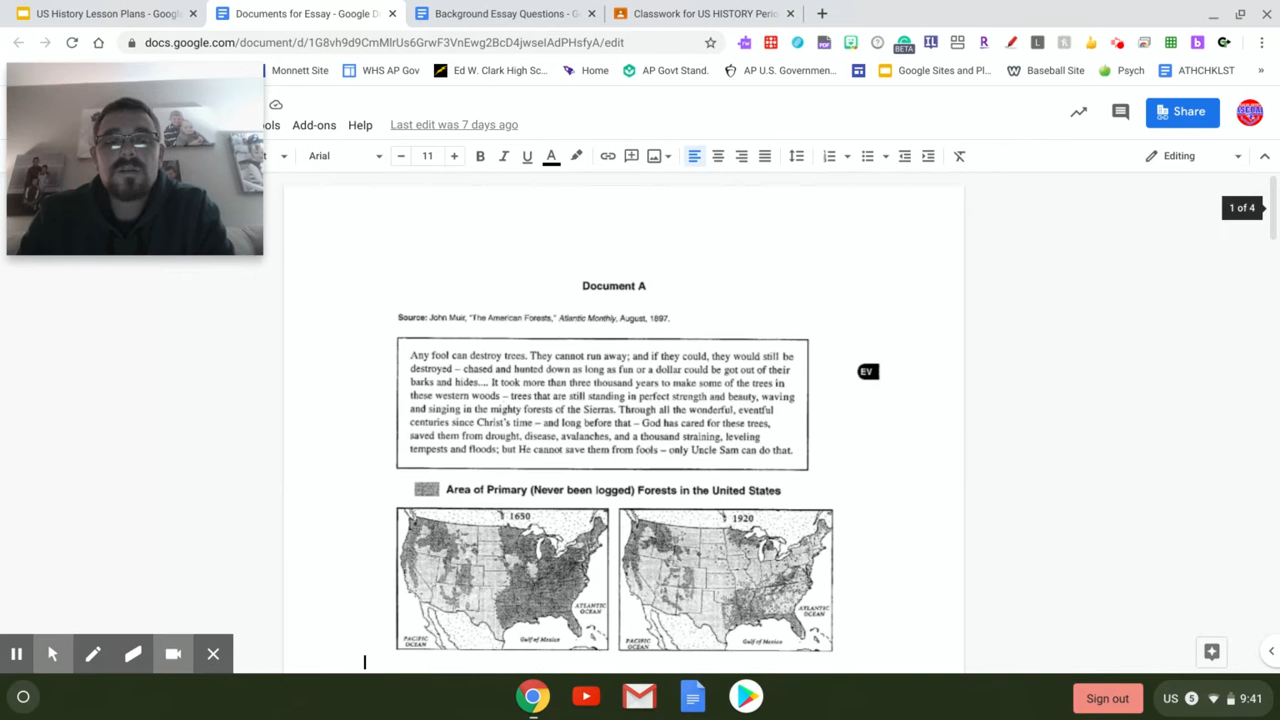 US History Lesson Plans - Google
Documents for Essay - Google D
Background Essay Questions - G
Classwork for US HISTORY Perio
docs.google.com/document/d/1G8vh9d9CmMlrUs6GrwF3VnEwg2BcD4jwseIAdPHsfyA/edit
BETA
Monnett Site
WHS AP Gov
Ed W. Clark High Sc...
Home
AP Govt Stand.
AP U.S. Governmen...
Google Sites and Pl...
Baseball Site
Psych
ATHCHKLST
ols
Add-ons
Help
Last edit was 7 days ago
Share
Arial
11
Editing
1 of 4
Document A
Source: John Muir, "The American Forests," Atlantic Monthly, August, 1897.
Any fool can destroy trees. They cannot run away; and if they could, they would still be
destroyed – chased and hunted down as long as fun or a dollar could be got out of their
barks and hides.... It took more than three thousand years to make some of the trees in
these western woods – trees that are still standing in perfect strength and beauty, waving
and singing in the mighty forests of the Sierras. Through all the wonderful, eventful
centuries since Christ's time – and long before that – God has cared for these trees,
saved them from drought, disease, avalanches, and a thousand straining, leveling
tempests and floods; but He cannot save them from fools – only Uncle Sam can do that.
EV
Area of Primary (Never been logged) Forests in the United States
1650
1920
ATLANTIC
OCEAN
PACIFIC
OCEAN
Gulf of Mexico
ATLANTIC
OCEAN
PACIFIC
OCEAN
Gulf of Mexico
Sign out
US
5
9:41